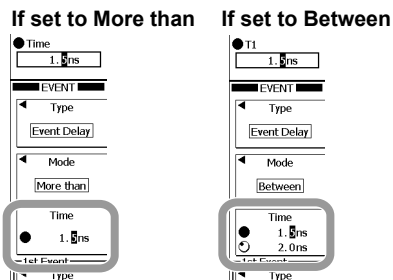 If set to More than
Time
1.5ns
EVENT
Type
Event Delay
Mode
More than
Time
1.5ns
1st Event
Type
If set to Between
T1
1.5ns
EVENT
Type
Event Delay
Mode
Between
Time
1.5ns
2.0ns
1st Event
Type